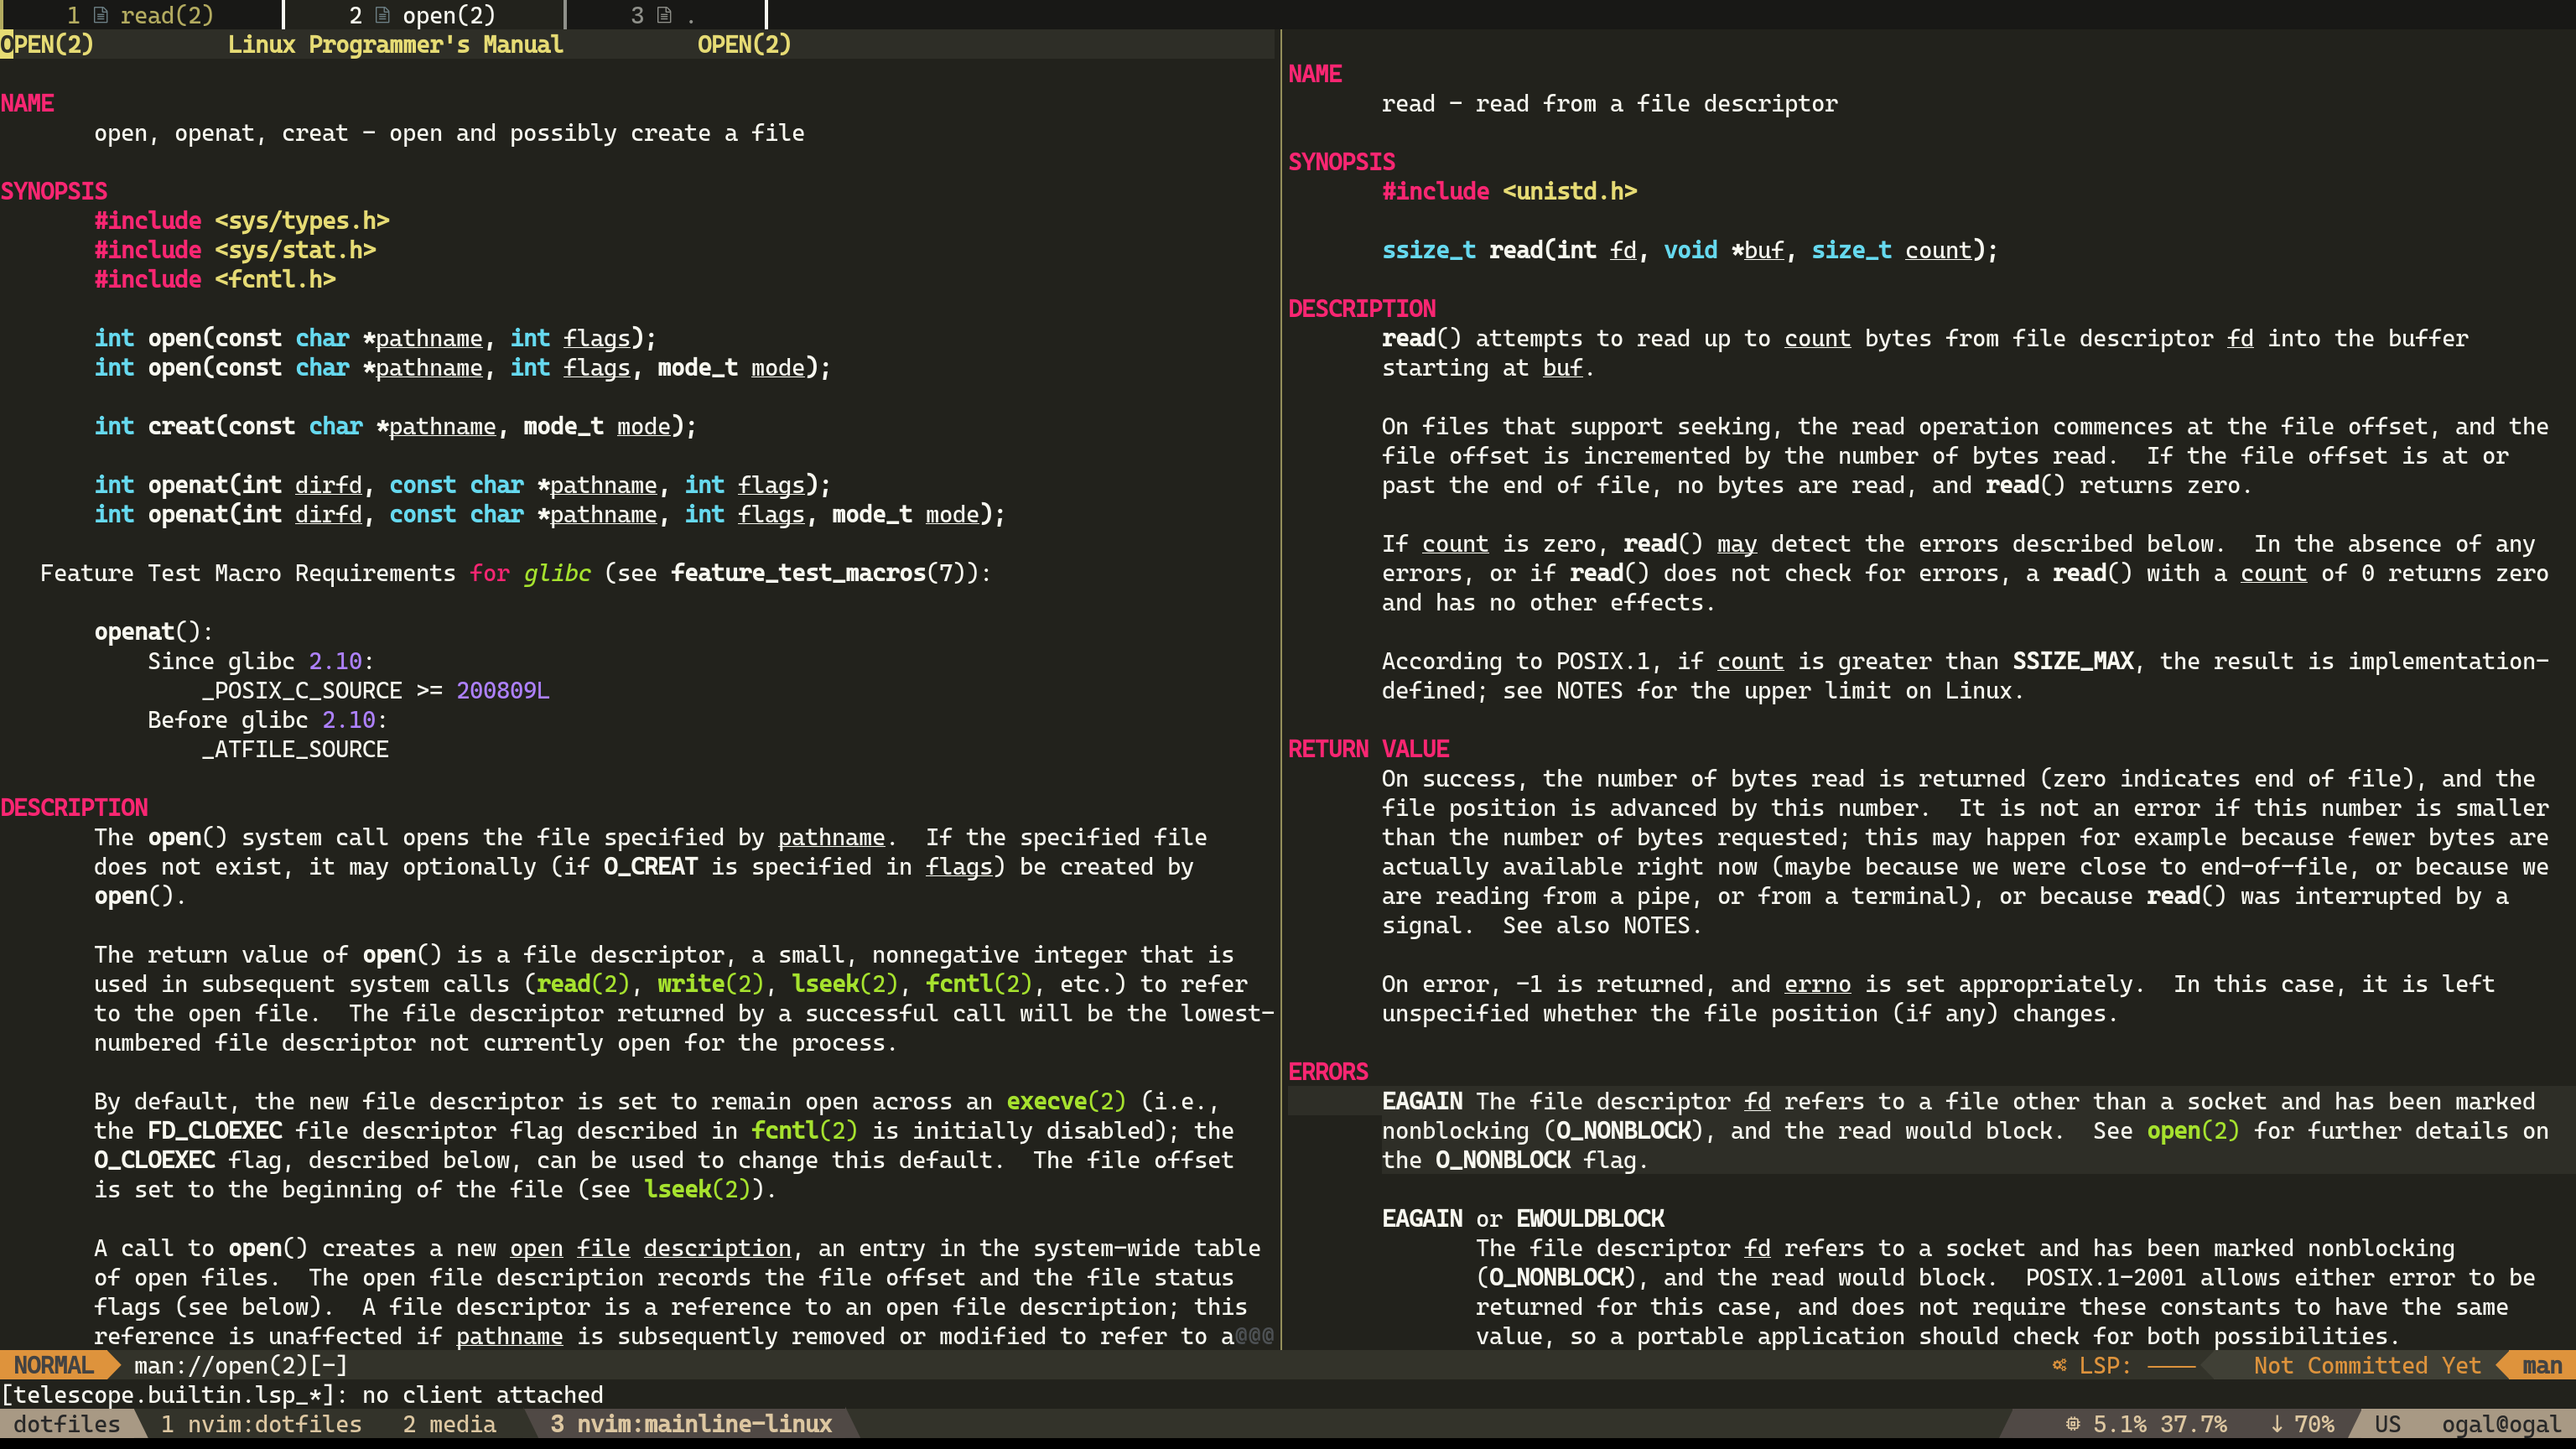 1 read(2) 2 open(2) 3 .
OPEN(2) Linux Programmer's Manual OPEN(2)
NAME
open, openat, creat - open and possibly create a file
SYNOPSIS
#include <sys/types.h>
#include <sys/stat.h>
#include <fcntl.h>
int open(const char *pathname, int flags);
int open(const char *pathname, int flags, mode_t mode);
int creat(const char *pathname, mode_t mode);
int openat(int dirfd, const char *pathname, int flags);
int openat(int dirfd, const char *pathname, int flags, mode_t mode);
Feature Test Macro Requirements for glibc (see feature_test_macros(7)):
openat():
Since glibc 2.10:
_POSIX_C_SOURCE >= 200809L
Before glibc 2.10:
_ATFILE_SOURCE
DESCRIPTION
The open() system call opens the file specified by pathname.  If the specified file
does not exist, it may optionally (if O_CREAT is specified in flags) be created by
open().
The return value of open() is a file descriptor, a small, nonnegative integer that is
used in subsequent system calls (read(2), write(2), lseek(2), fcntl(2), etc.) to refer
to the open file.  The file descriptor returned by a successful call will be the lowest-
numbered file descriptor not currently open for the process.
By default, the new file descriptor is set to remain open across an execve(2) (i.e.,
the FD_CLOEXEC file descriptor flag described in fcntl(2) is initially disabled); the
O_CLOEXEC flag, described below, can be used to change this default.  The file offset
is set to the beginning of the file (see lseek(2)).
A call to open() creates a new open file description, an entry in the system-wide table
of open files.  The open file description records the file offset and the file status
flags (see below).  A file descriptor is a reference to an open file description; this
reference is unaffected if pathname is subsequently removed or modified to refer to a@@@
NAME
read - read from a file descriptor
SYNOPSIS
#include <unistd.h>
ssize_t read(int fd, void *buf, size_t count);
DESCRIPTION
read() attempts to read up to count bytes from file descriptor fd into the buffer
starting at buf.
On files that support seeking, the read operation commences at the file offset, and the
file offset is incremented by the number of bytes read.  If the file offset is at or
past the end of file, no bytes are read, and read() returns zero.
If count is zero, read() may detect the errors described below.  In the absence of any
errors, or if read() does not check for errors, a read() with a count of 0 returns zero
and has no other effects.
According to POSIX.1, if count is greater than SSIZE_MAX, the result is implementation-
defined; see NOTES for the upper limit on Linux.
RETURN VALUE
On success, the number of bytes read is returned (zero indicates end of file), and the
file position is advanced by this number.  It is not an error if this number is smaller
than the number of bytes requested; this may happen for example because fewer bytes are
actually available right now (maybe because we were close to end-of-file, or because we
are reading from a pipe, or from a terminal), or because read() was interrupted by a
signal.  See also NOTES.
On error, -1 is returned, and errno is set appropriately.  In this case, it is left
unspecified whether the file position (if any) changes.
ERRORS
EAGAIN The file descriptor fd refers to a file other than a socket and has been marked
nonblocking (O_NONBLOCK), and the read would block.  See open(2) for further details on
the O_NONBLOCK flag.
EAGAIN or EWOULDBLOCK
The file descriptor fd refers to a socket and has been marked nonblocking
(O_NONBLOCK), and the read would block.  POSIX.1-2001 allows either error to be
returned for this case, and does not require these constants to have the same
value, so a portable application should check for both possibilities.
NORMAL man://open(2)[-] LSP: ──── Not Committed Yet man
[telescope.builtin.lsp_*]: no client attached
dotfiles 1 nvim:dotfiles 2 media 3 nvim:mainline-linux 5.1% 37.7% ↓ 70% US ogal@ogal